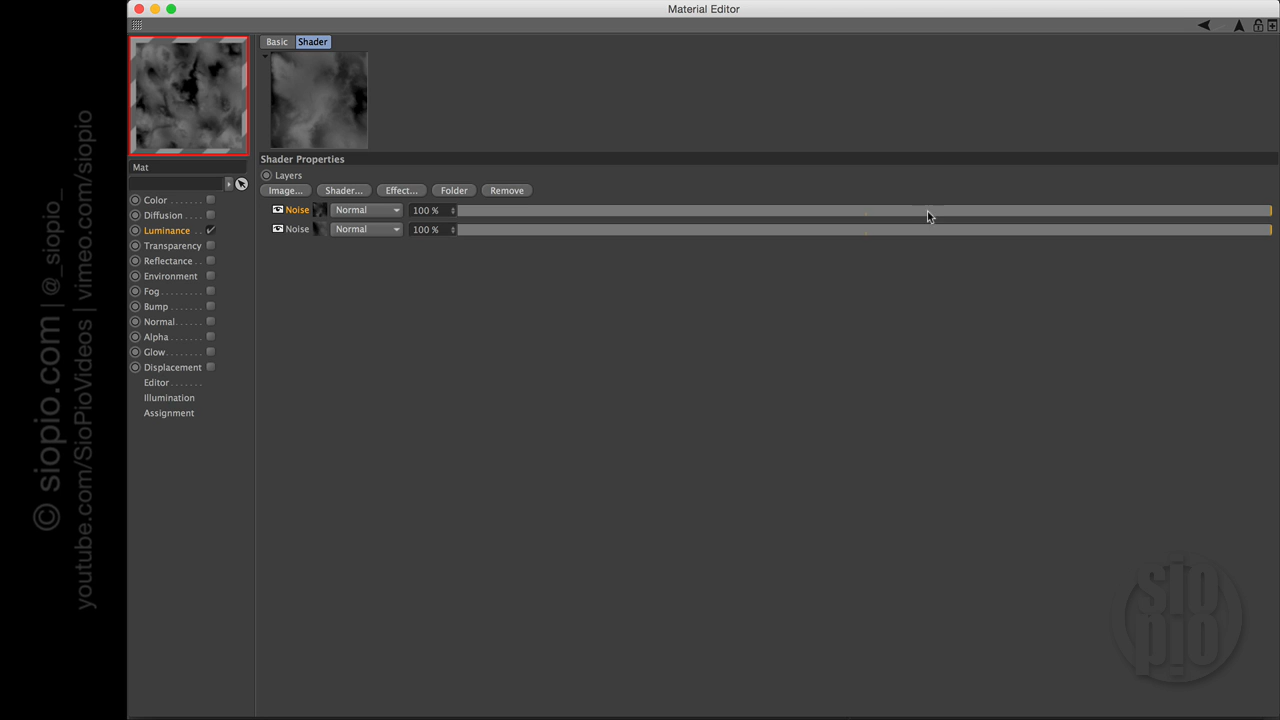 Material Editor
Basic Shader
Shader Properties
Layers
Image... Shader... Effect... Folder Remove
Noise Normal 100 %
Noise Normal 100 %
Mat
Color
Diffusion
Luminance
Transparency
Reflectance
Environment
Fog
Bump
Normal
Alpha
Glow
Displacement
Editor
Illumination
Assignment
© siopio.com | @_siopio_
youtube.com/SioPioVideos | vimeo.com/siopio
sio
pio